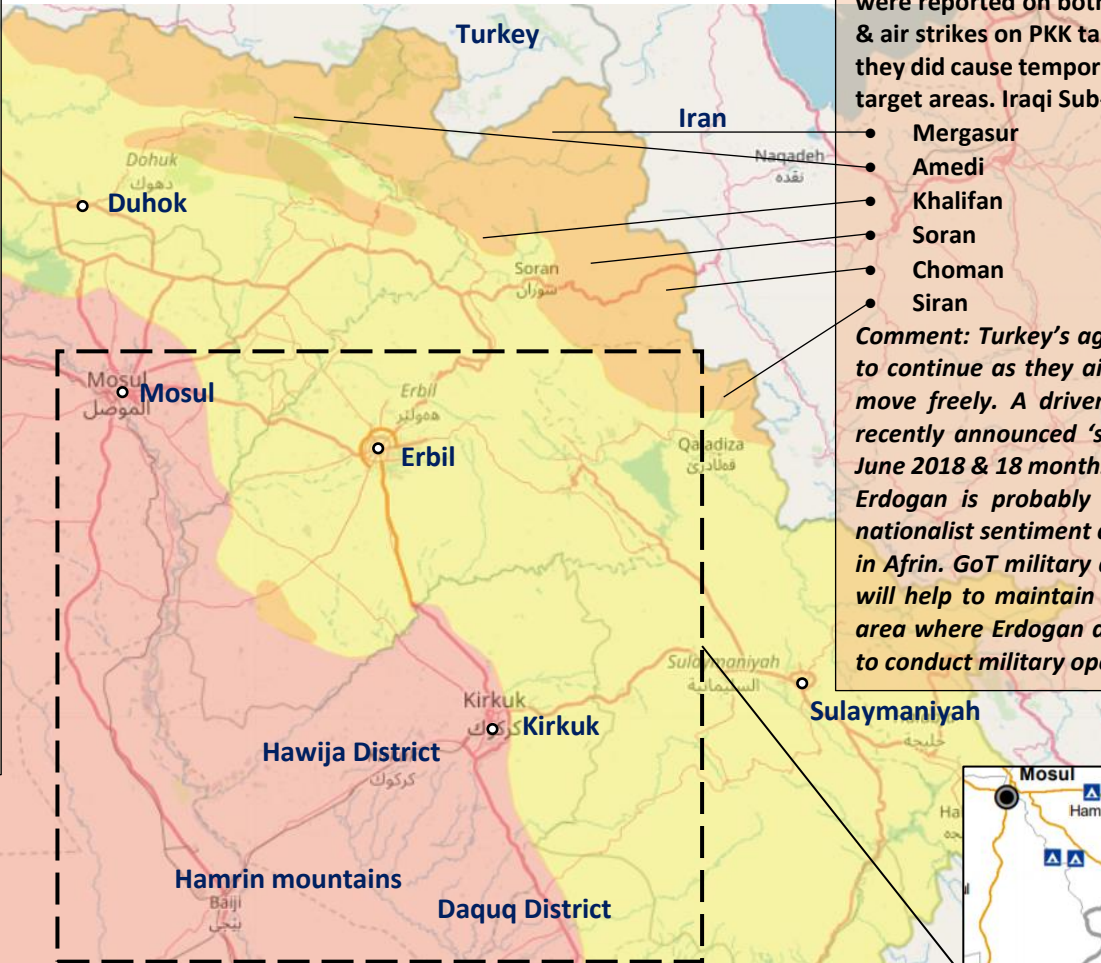 Turkey
Iran
Naqadeh
نقده
Dohuk
دهوك
Duhok
Soran
سۆران
Mosul
الموصل
Mosul
Erbil
هەولێر
Erbil
Qaladiza
قەڵادزێ
Sulaymaniyah
السليمانية
Sulaymaniyah
حلبجة
Kirkuk
كركوك
Kirkuk
Hawija District
كركوك
Hamrin mountains
Baiji
بيجي
Daquq District
were reported on both
& air strikes on PKK ta
they did cause tempor
target areas. Iraqi Sub-
• Mergasur
• Amedi
• Khalifan
• Soran
• Choman
• Siran
Comment: Turkey's ag
to continue as they ai
move freely. A driver
recently announced 's
June 2018 & 18 month
Erdogan is probably
nationalist sentiment
in Afrin. GoT military
will help to maintain
area where Erdogan
to conduct military ope
Mosul
Ham